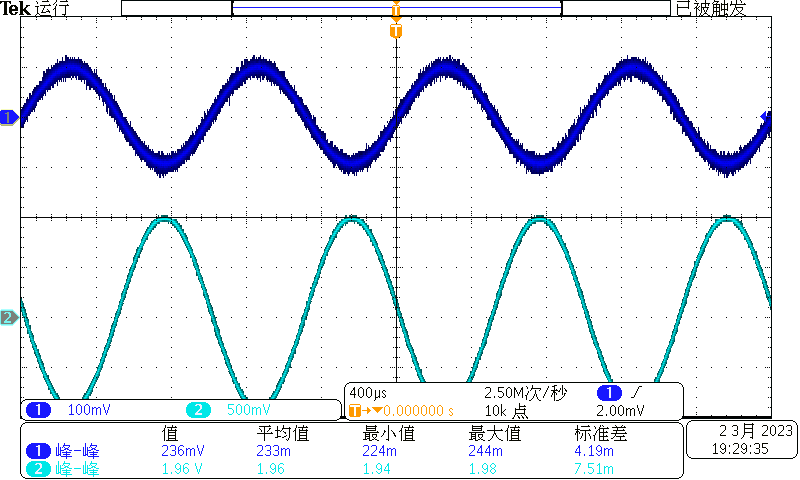 Tek 运行 T 已被触发
T
1
2
1 100mV 2 500mV
400µs 2.50M次/秒 1
T→▼0.000000 s 10k 点 2.00mV
值 平均值 最小值 最大值 标准差
1 峰-峰 236mV 233m 224m 244m 4.19m
2 峰-峰 1.96 V 1.96 1.94 1.98 7.51m
2 3月 2023
19:29:35